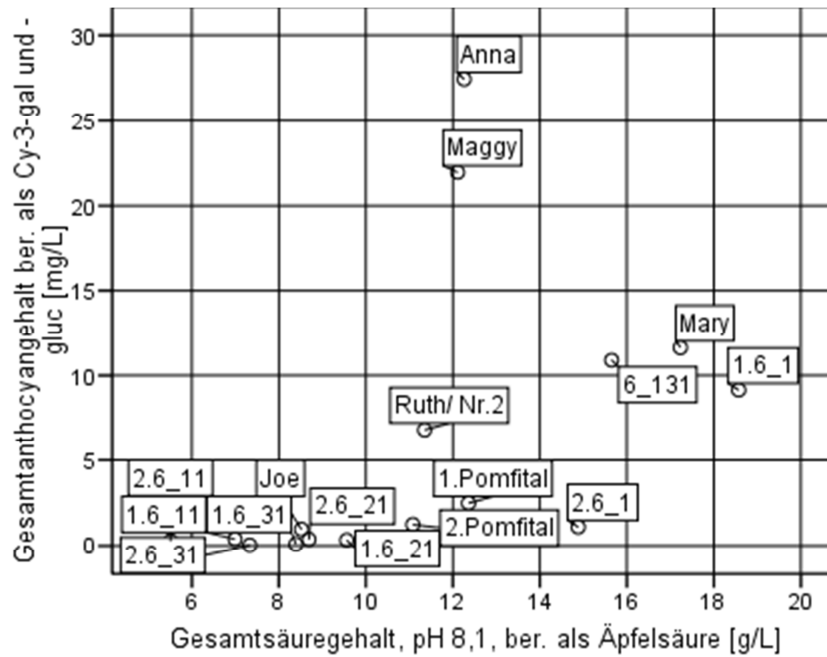 Gesamtanthocyangehalt ber. als Cy-3-gal und -
gluc [mg/L]
30
25
20
15
10
5
0
Anna
Maggy
Mary
1.6_1
6_131
Ruth/ Nr.2
2.6_11
Joe
1.Pomfital
2.6_1
2.6_21
1.6_11
1.6_31
2.Pomfital
2.6_31
1.6_21
6
8
10
12
14
16
18
20
Gesamtsäuregehalt, pH 8,1, ber. als Äpfelsäure [g/L]